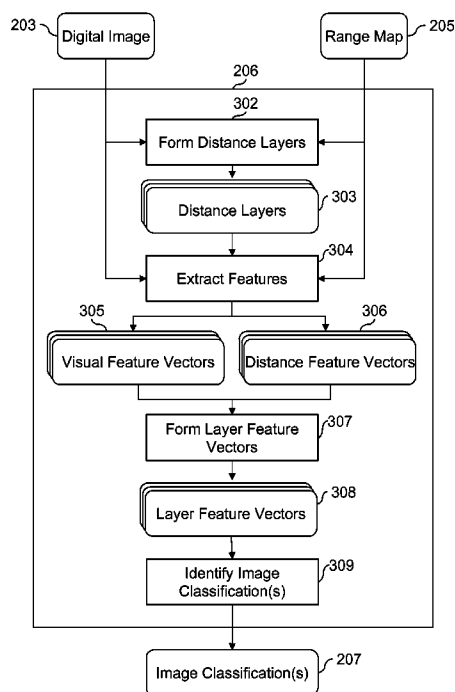 203
Digital Image
Range Map
205
206
302
Form Distance Layers
303
Distance Layers
304
Extract Features
305
Visual Feature Vectors
306
Distance Feature Vectors
Form Layer Feature
Vectors
307
308
Layer Feature Vectors
Identify Image
Classification(s)
309
207
Image Classification(s)